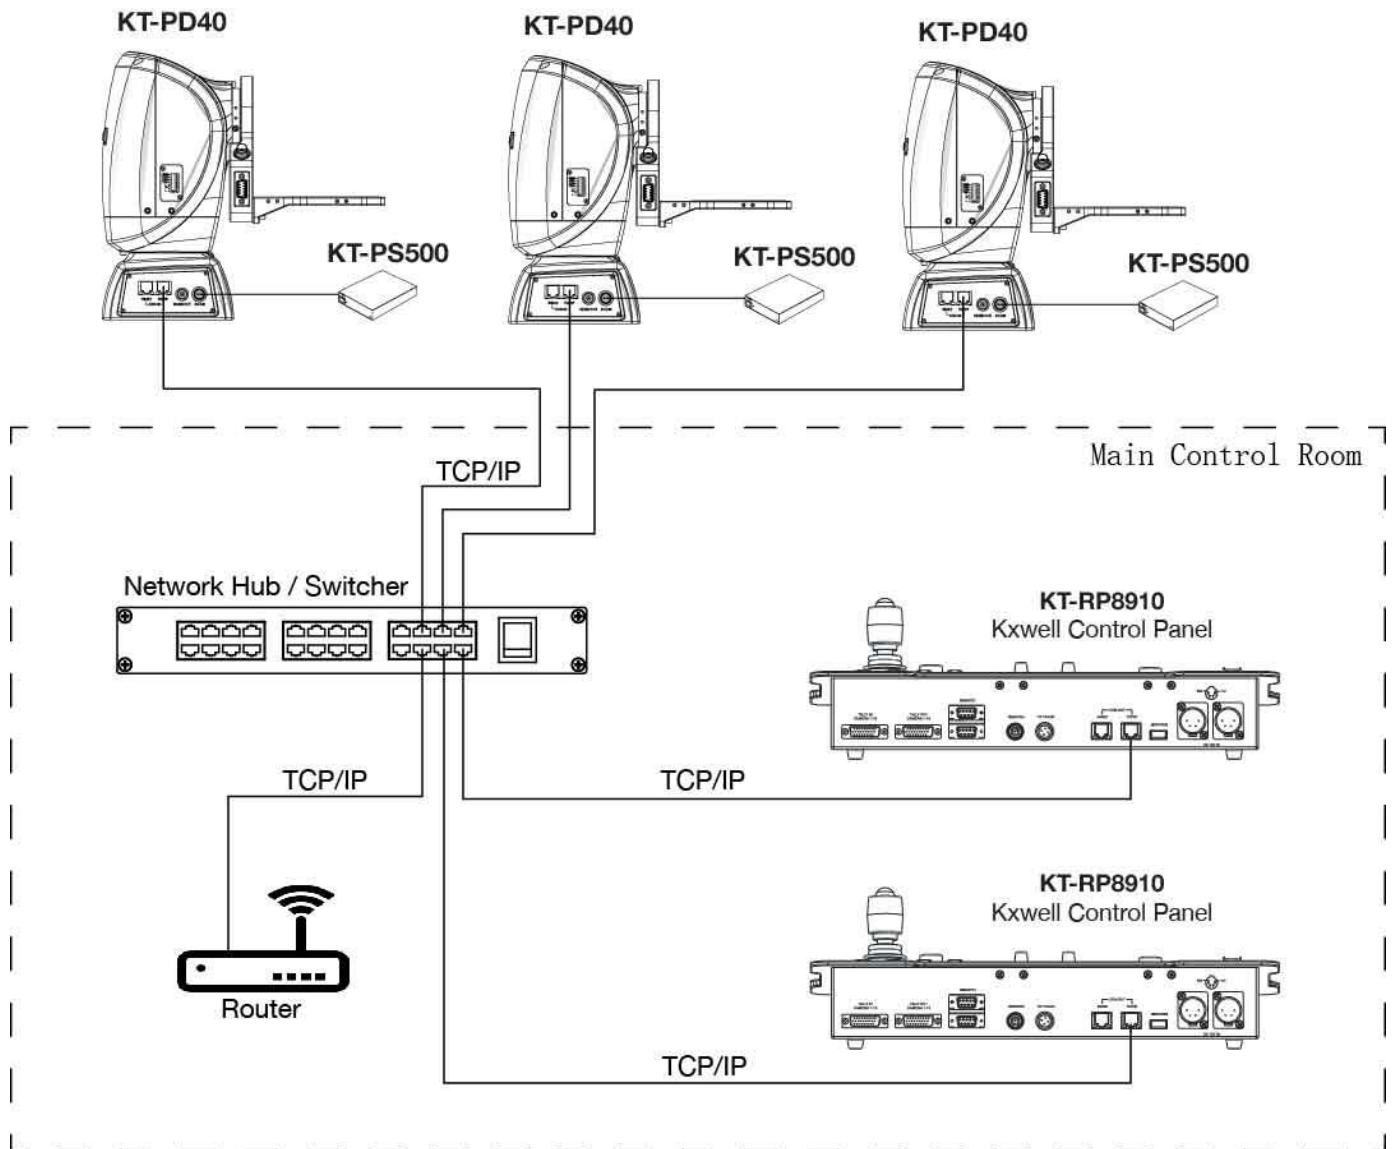 KT-PD40
KT-PD40
KT-PD40
KT-PS500
KT-PS500
KT-PS500
Main Control Room
TCP/IP
Network Hub / Switcher
KT-RP8910
Kxwell Control Panel
TCP/IP
TCP/IP
KT-RP8910
Kxwell Control Panel
Router
TCP/IP